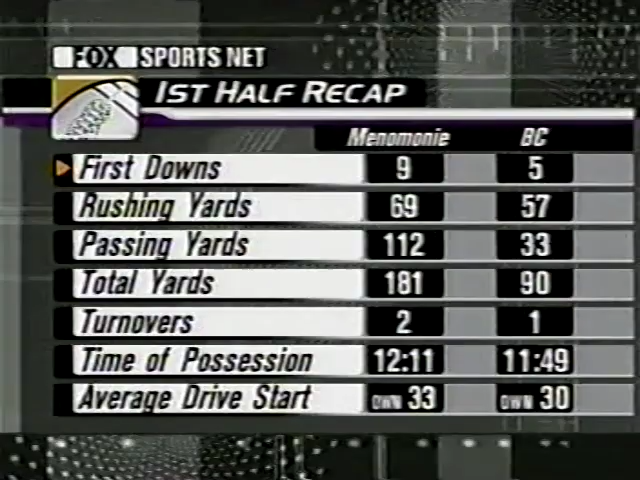 FOX SPORTS NET
1ST HALF RECAP
Menomonie BC
First Downs 9 5
Rushing Yards 69 57
Passing Yards 112 33
Total Yards 181 90
Turnovers 2 1
Time of Possession 12:11 11:49
Average Drive Start OWN 33 OWN 30